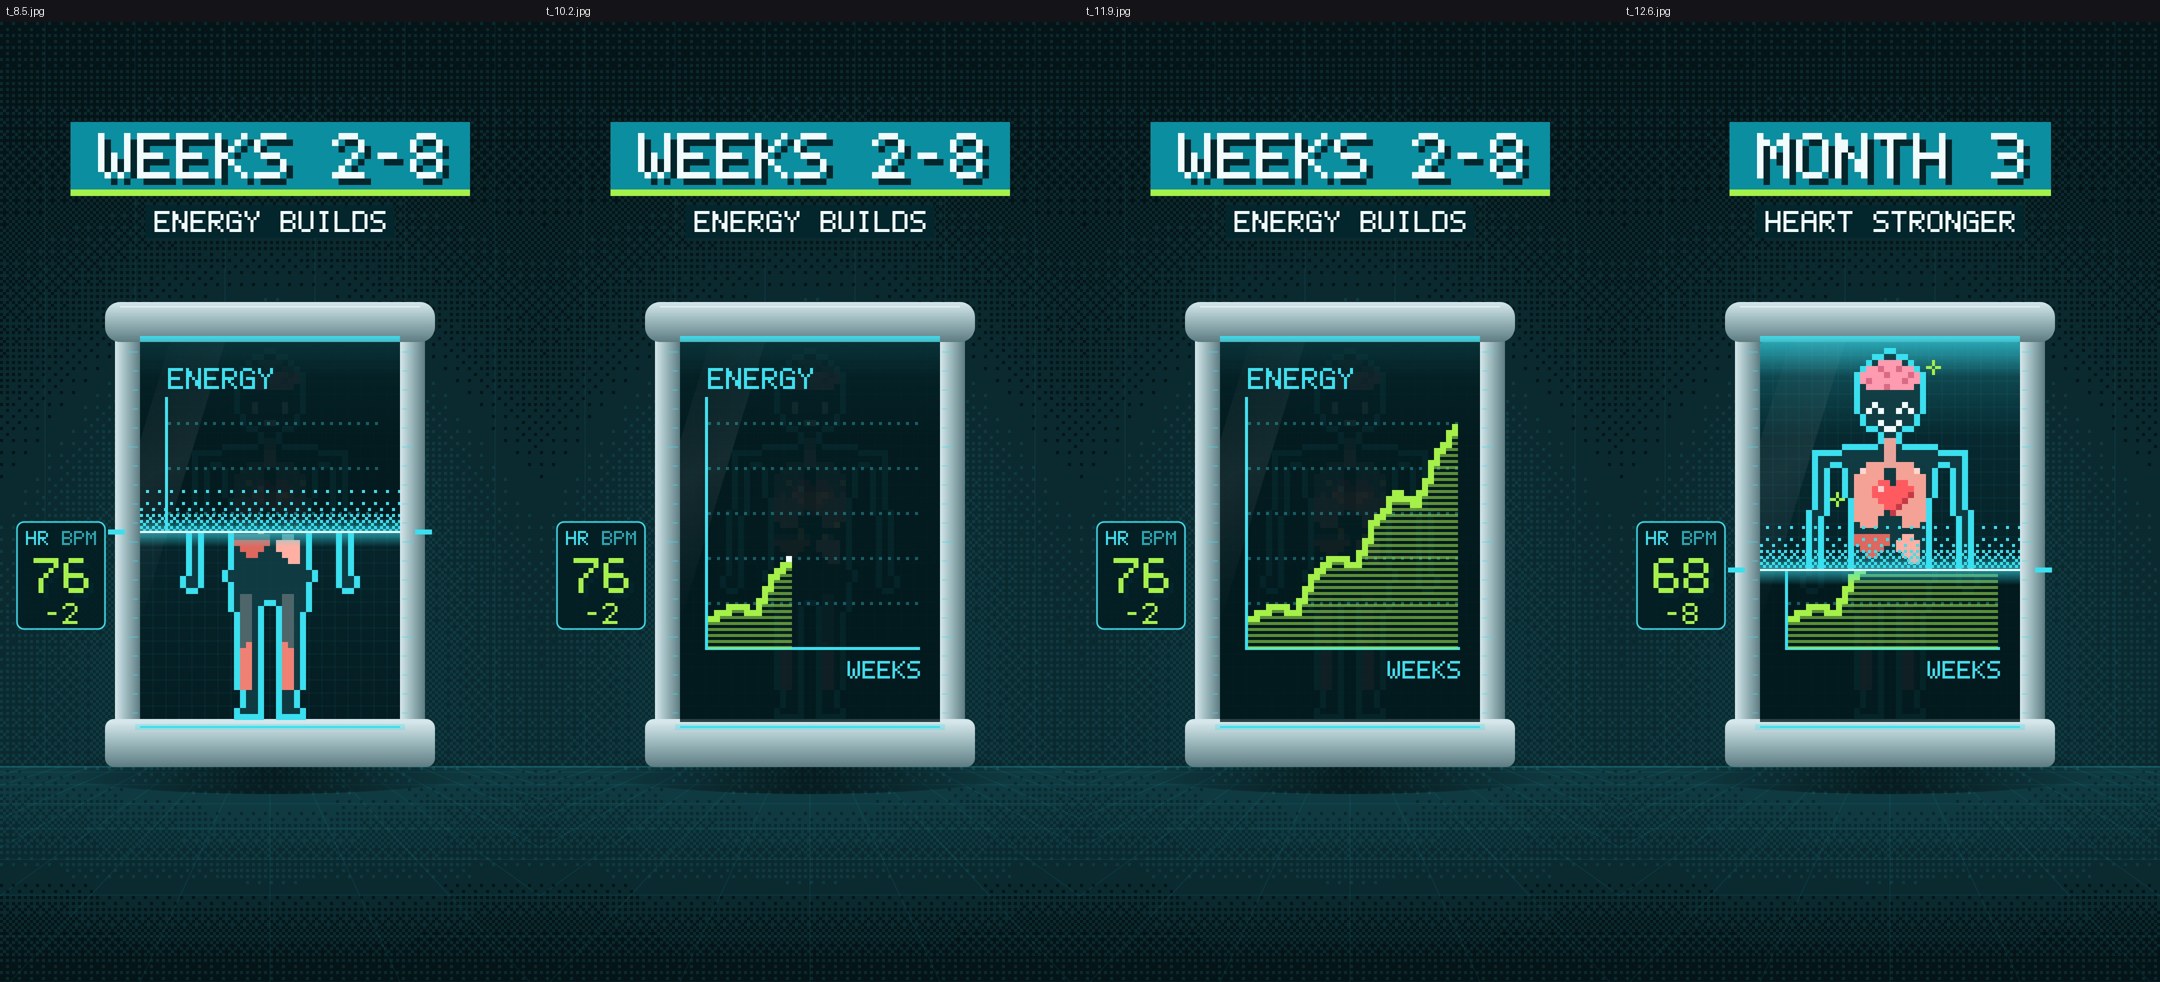 t_8.5.jpg
WEEKS 2-8
ENERGY BUILDS
ENERGY
HR BPM
76
-2
t_10.2.jpg
WEEKS 2-8
ENERGY BUILDS
ENERGY
HR BPM
76
-2
WEEKS
t_11.9.jpg
WEEKS 2-8
ENERGY BUILDS
ENERGY
HR BPM
76
-2
WEEKS
t_12.6.jpg
MONTH 3
HEART STRONGER
HR BPM
68
-8
WEEKS